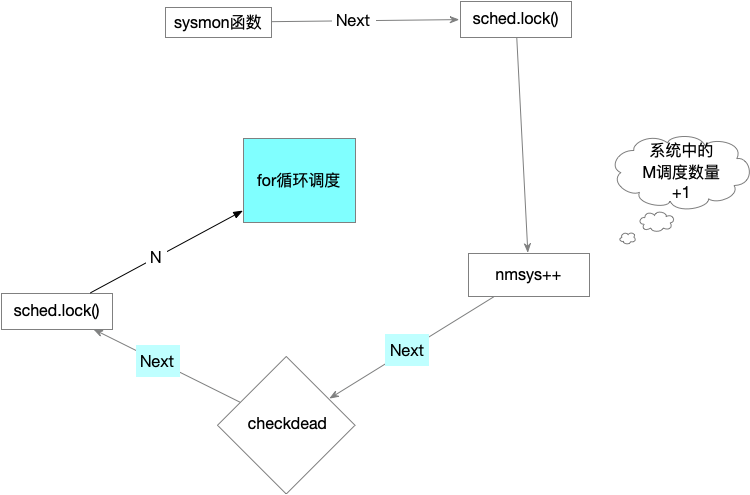 sysmon函数
Next
sched.lock()
系统中的
M调度数量
+1
for循环调度
N
nmsys++
sched.lock()
Next
Next
checkdead